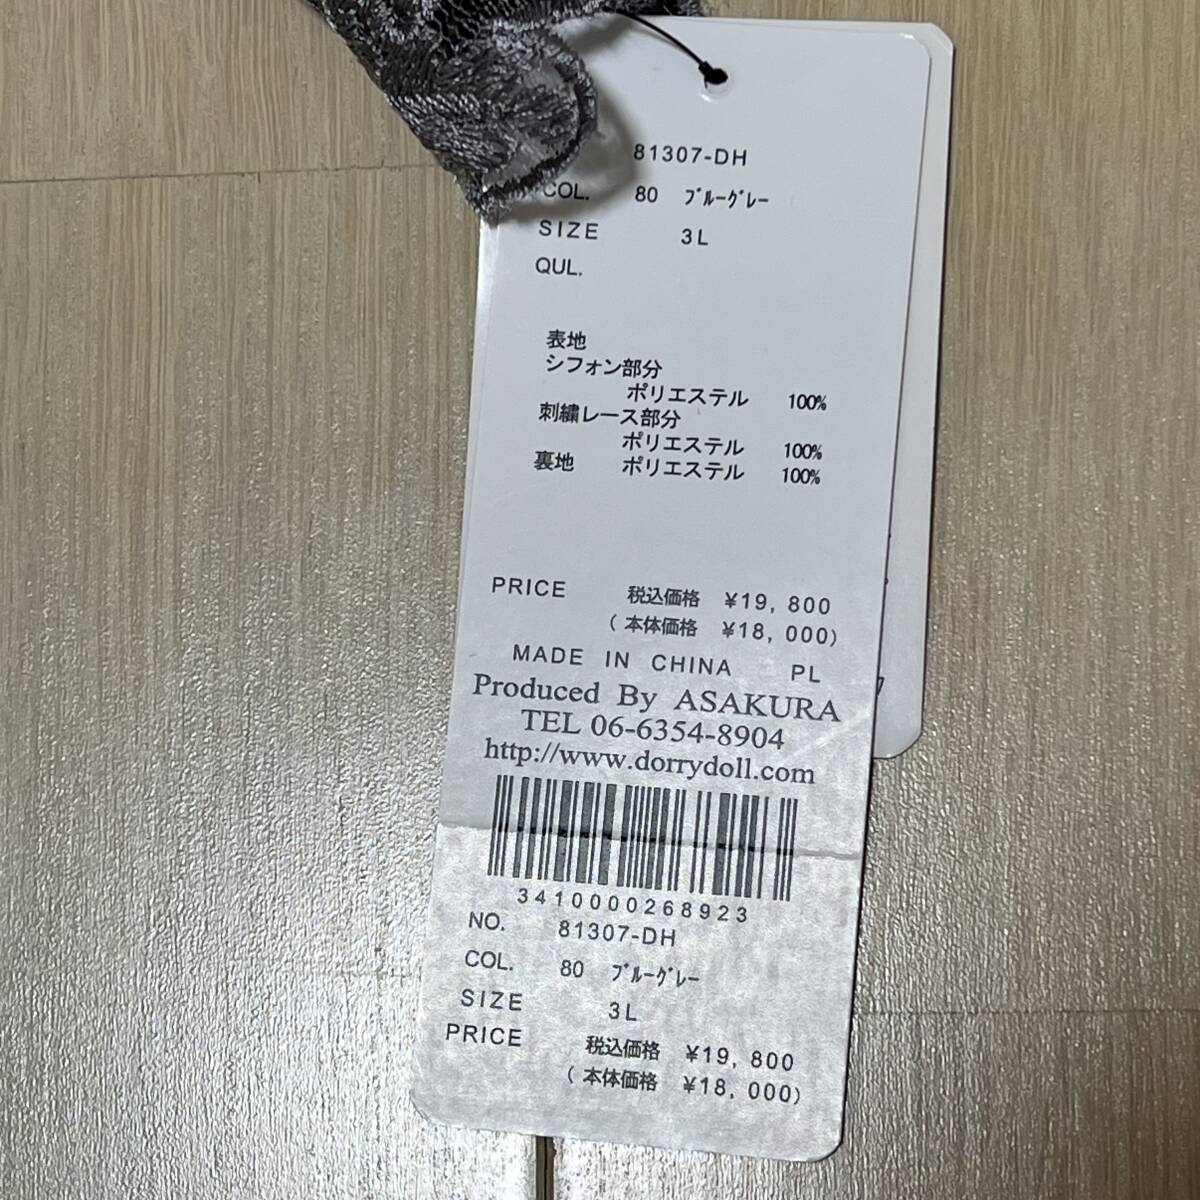 81307-DH
COL. 80 ブルーグレー
SIZE 3L
QUL.
表地
シフォン部分
ポリエステル 100%
刺繍レース部分
ポリエステル 100%
裏地 ポリエステル 100%
PRICE 税込価格 ¥19,800
(本体価格 ¥18,000)
MADE IN CHINA PL
Produced By ASAKURA
TEL 06-6354-8904
http://www.dorrydoll.com
3410000268923
NO. 81307-DH
COL. 80 ブルーグレー
SIZE 3L
PRICE 税込価格 ¥19,800
(本体価格 ¥18,000)